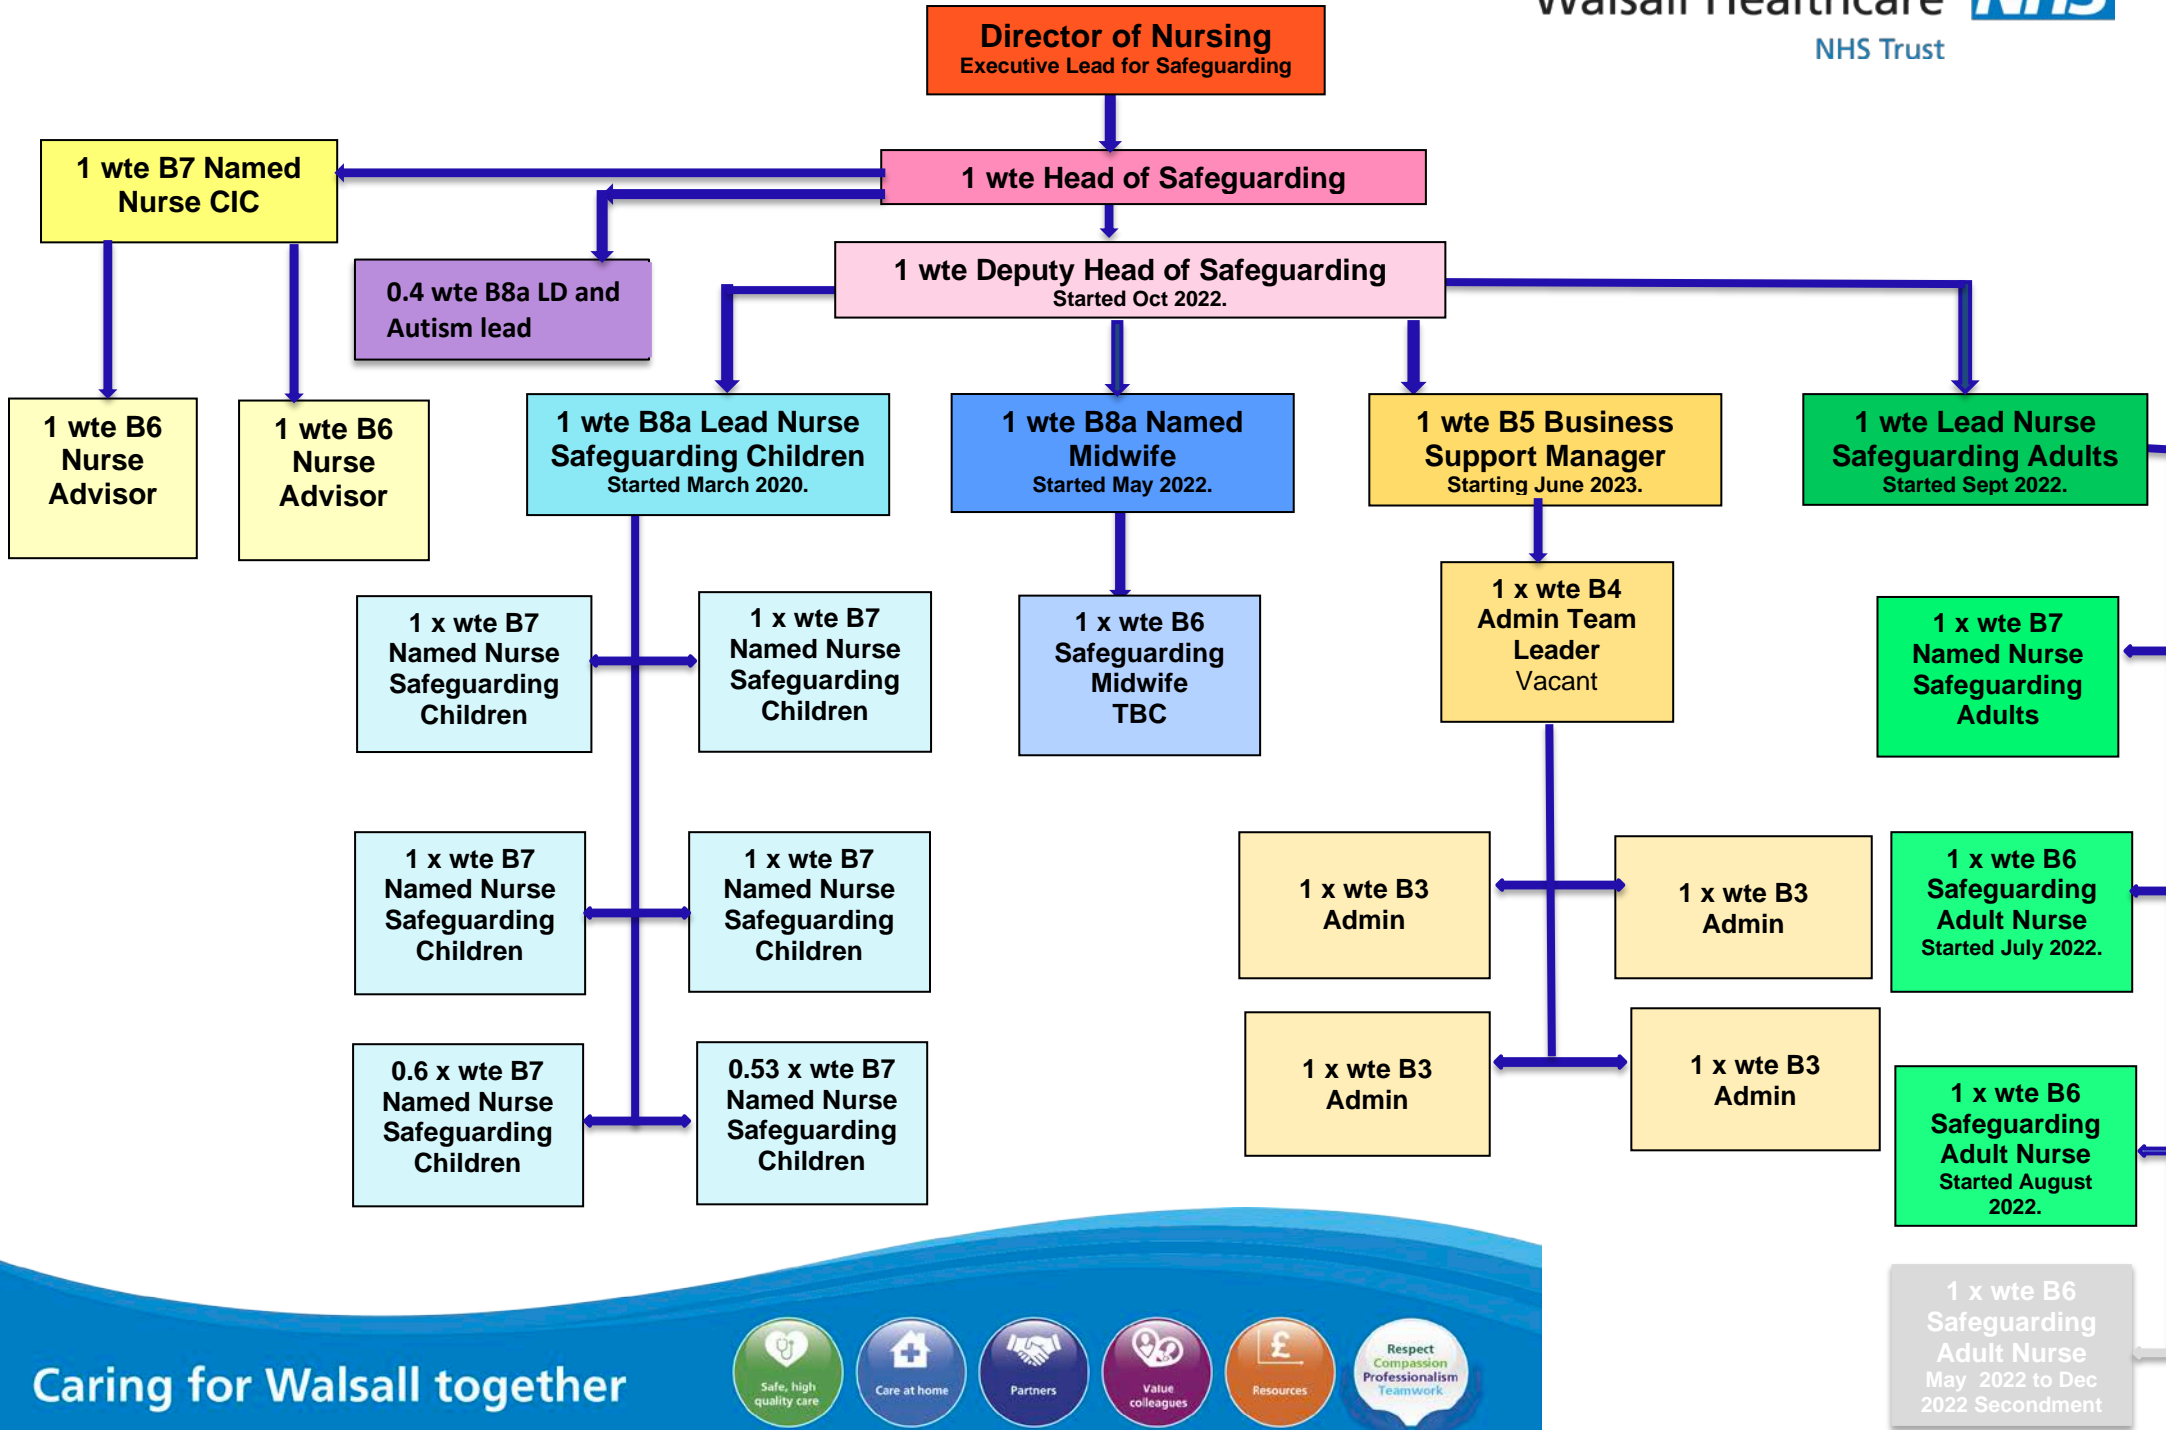 Walsall Healthcare NHS
NHS Trust
Director of Nursing
Executive Lead for Safeguarding
1 wte B7 Named
Nurse CIC
1 wte Head of Safeguarding
0.4 wte B8a LD and
Autism lead
1 wte Deputy Head of Safeguarding
Started Oct 2022.
1 wte B6
Nurse
Advisor
1 wte B6
Nurse
Advisor
1 wte B8a Lead Nurse
Safeguarding Children
Started March 2020.
1 wte B8a Named
Midwife
Started May 2022.
1 wte B5 Business
Support Manager
Starting June 2023.
1 wte Lead Nurse
Safeguarding Adults
Started Sept 2022.
1 x wte B7
Named Nurse
Safeguarding
Children
1 x wte B7
Named Nurse
Safeguarding
Children
1 x wte B6
Safeguarding
Midwife
TBC
1 x wte B4
Admin Team
Leader
Vacant
1 x wte B7
Named Nurse
Safeguarding
Adults
1 x wte B7
Named Nurse
Safeguarding
Children
1 x wte B7
Named Nurse
Safeguarding
Children
1 x wte B3
Admin
1 x wte B3
Admin
1 x wte B6
Safeguarding
Adult Nurse
Started July 2022.
0.6 x wte B7
Named Nurse
Safeguarding
Children
0.53 x wte B7
Named Nurse
Safeguarding
Children
1 x wte B3
Admin
1 x wte B3
Admin
1 x wte B6
Safeguarding
Adult Nurse
Started August
2022.
1 x wte B6
Safeguarding
Adult Nurse
May 2022 to Dec
2022 Secondment
Caring for Walsall together
Safe, high
quality care
Care at home
Partners
Value
colleagues
£
Resources
Respect
Compassion
Professionalism
Teamwork